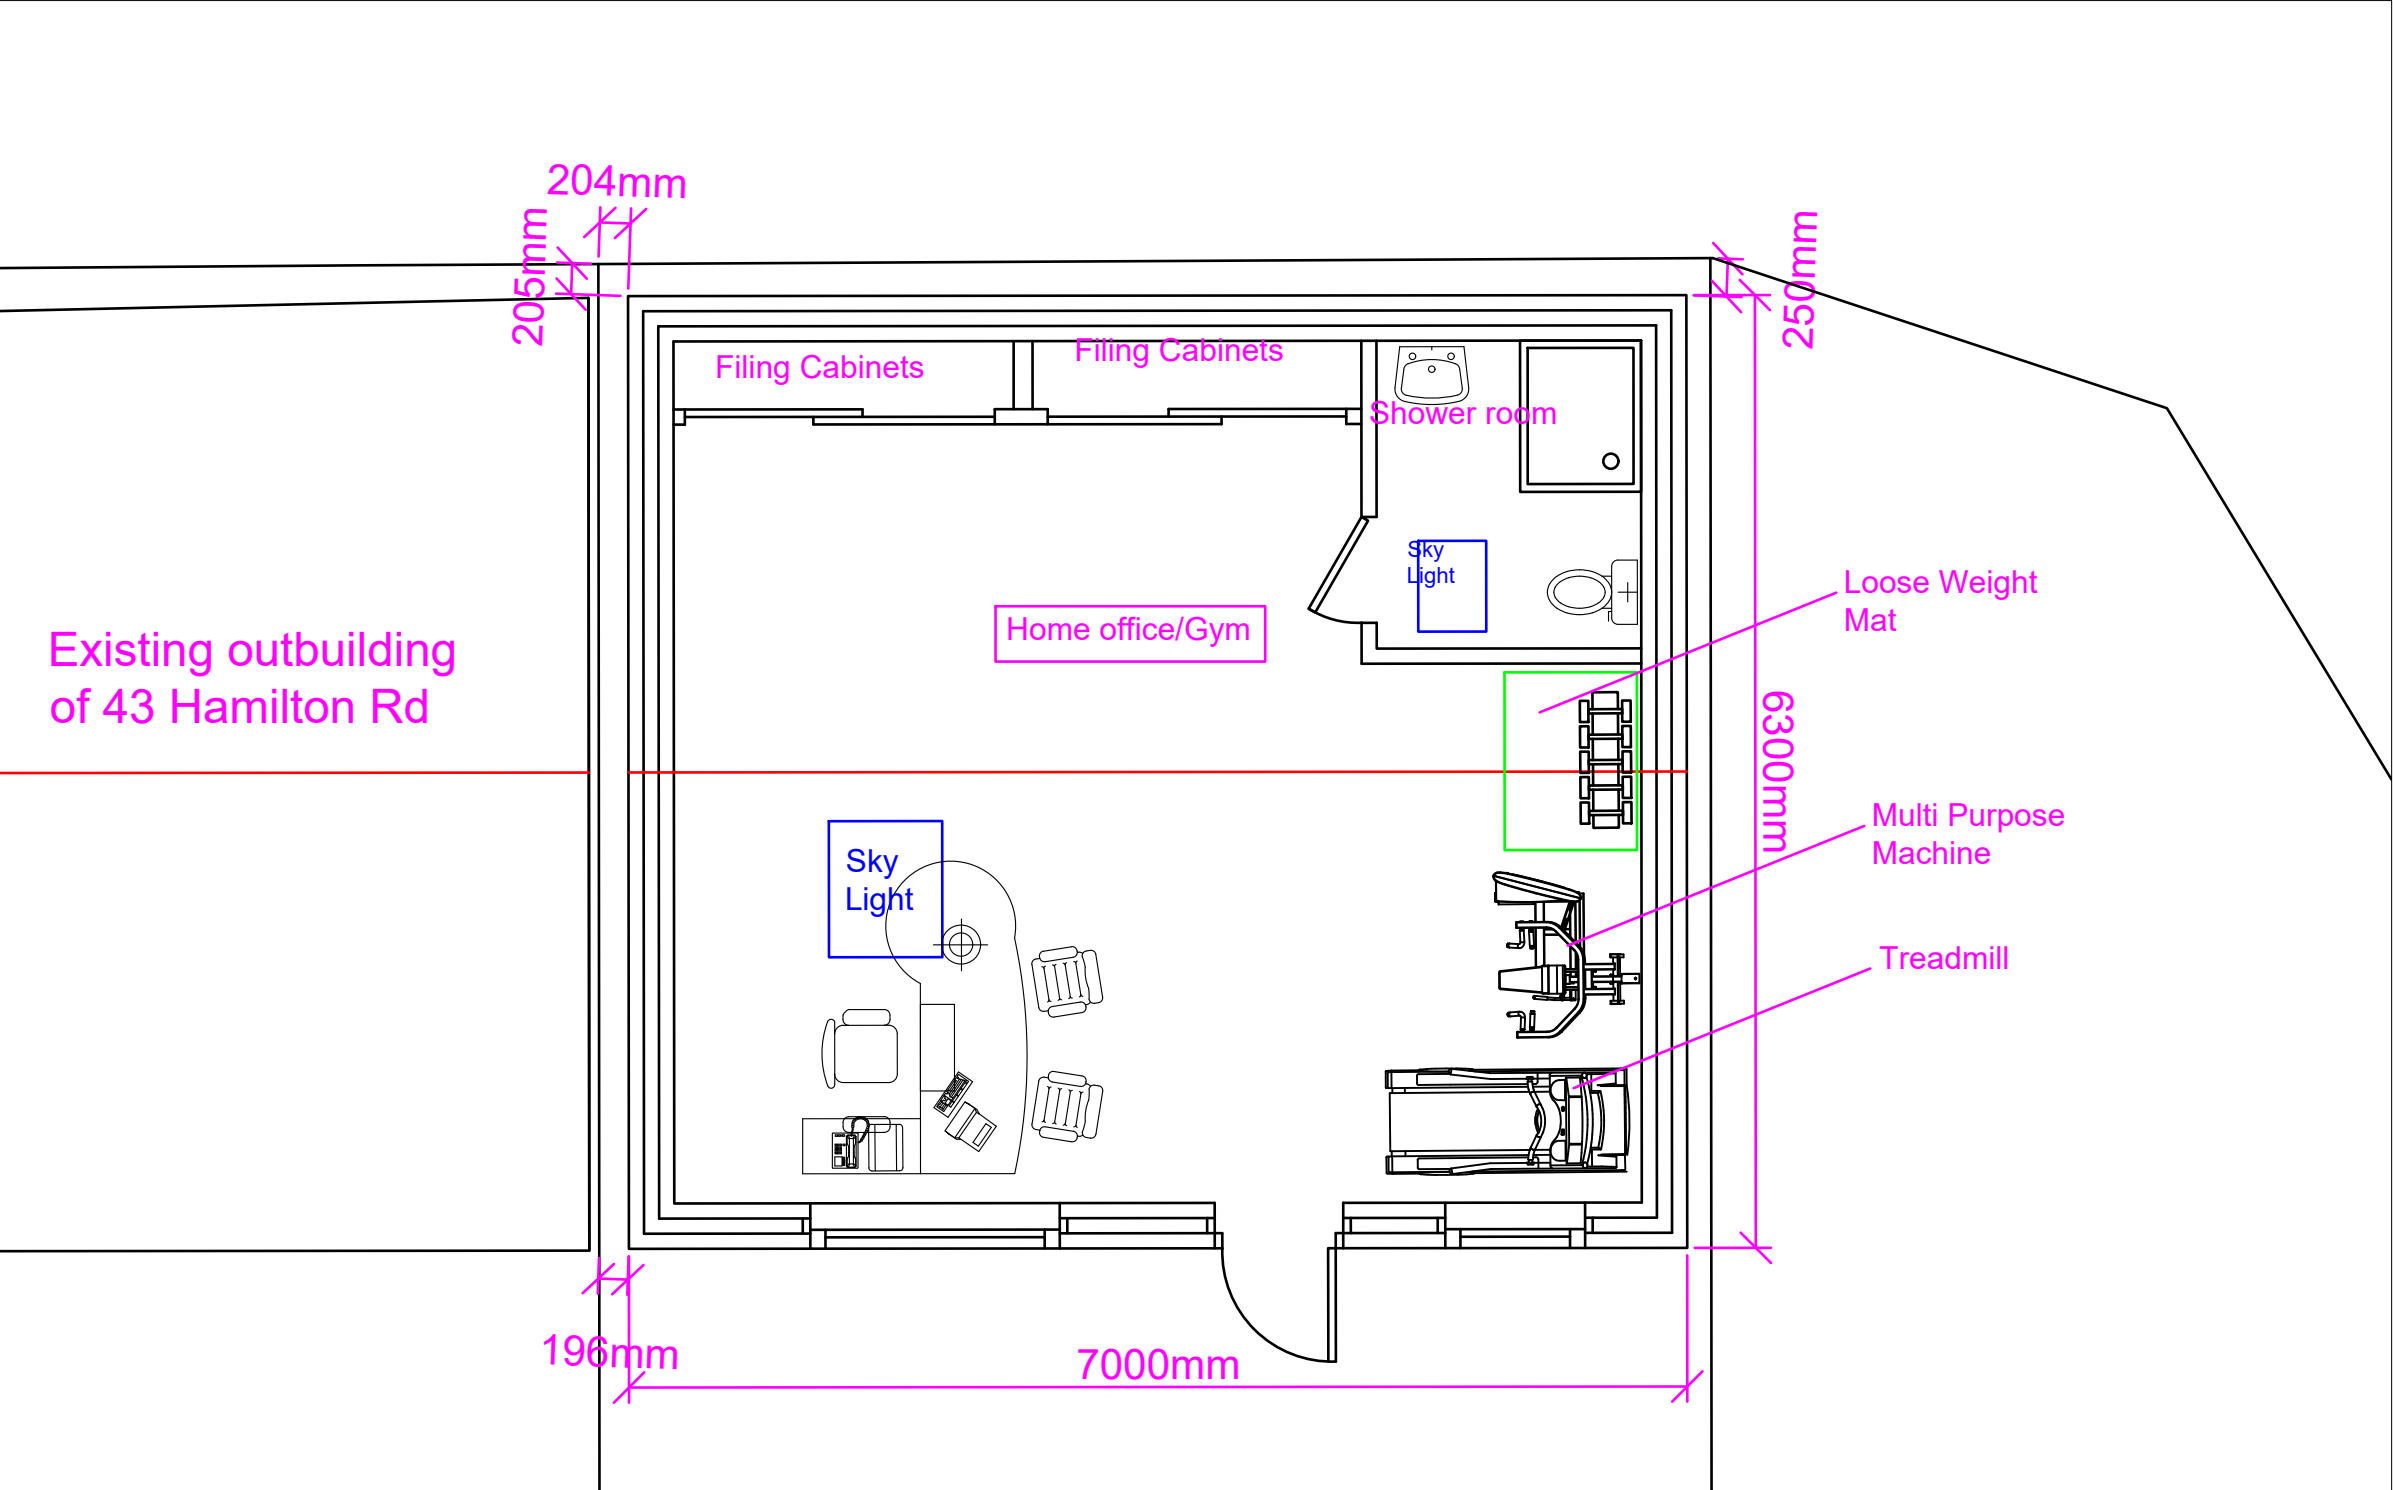 204mm
205mm
250mm
Filing Cabinets
Filing Cabinets
Shower room
Sky
Light
Loose Weight
Mat
Home office/Gym
Existing outbuilding
of 43 Hamilton Rd
6300mm
Multi Purpose
Machine
Sky
Light
Treadmill
196mm
7000mm